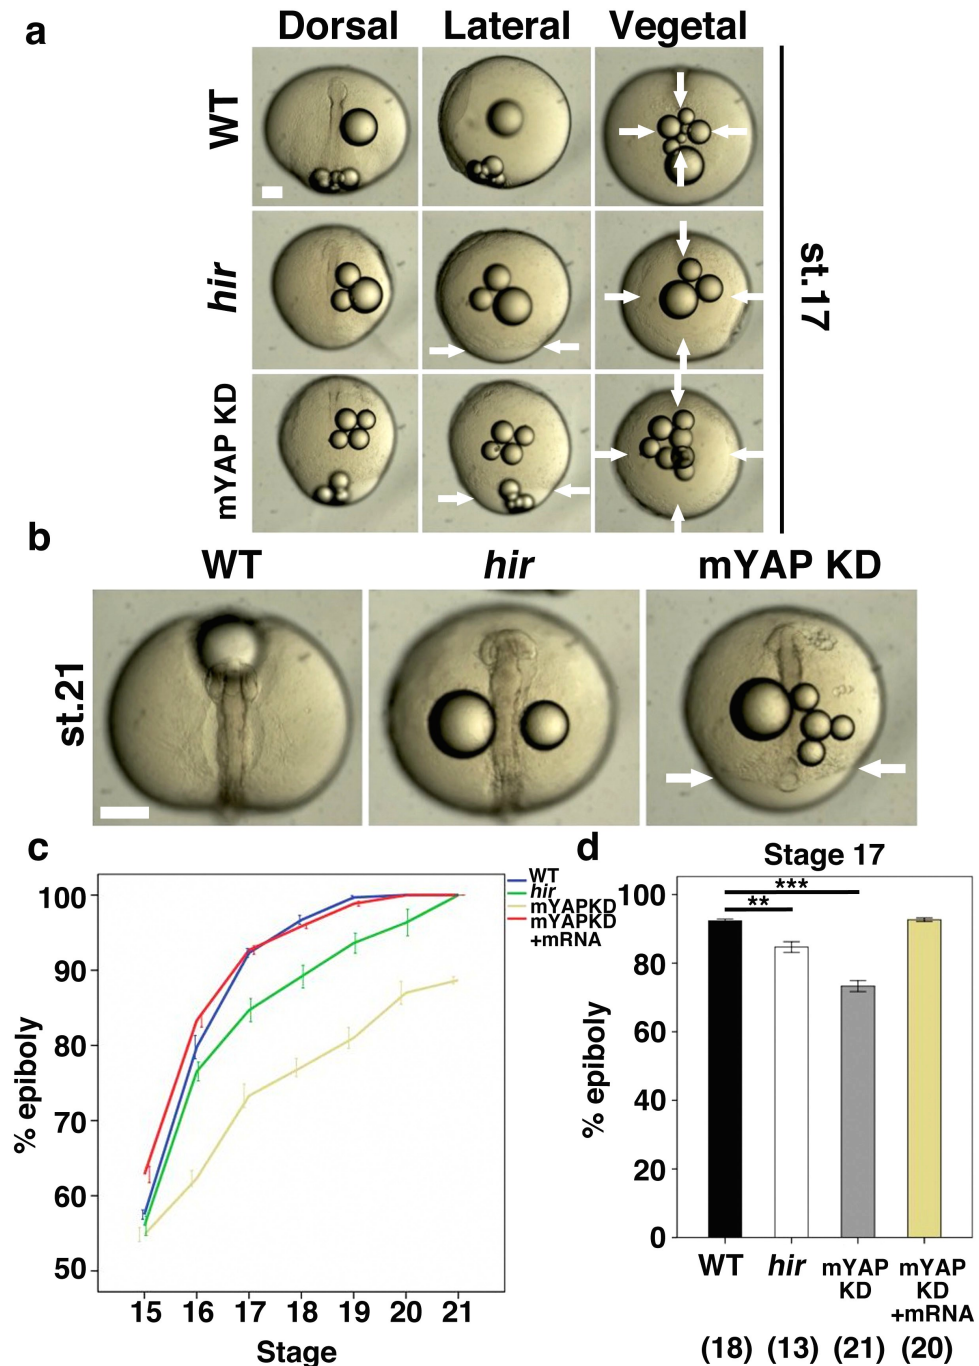 a
Dorsal Lateral Vegetal
WT
hir
mYAP KD
st.17
b
WT hir mYAP KD
st.21
c
% epiboly
100
90
80
70
60
50
15 16 17 18 19 20 21
Stage
WT
hir
mYAPKD
mYAPKD
+mRNA
d
Stage 17
% epiboly
100
80
60
40
20
0
***
**
WT hir mYAP KD mYAP KD +mRNA
(18) (13) (21) (20)